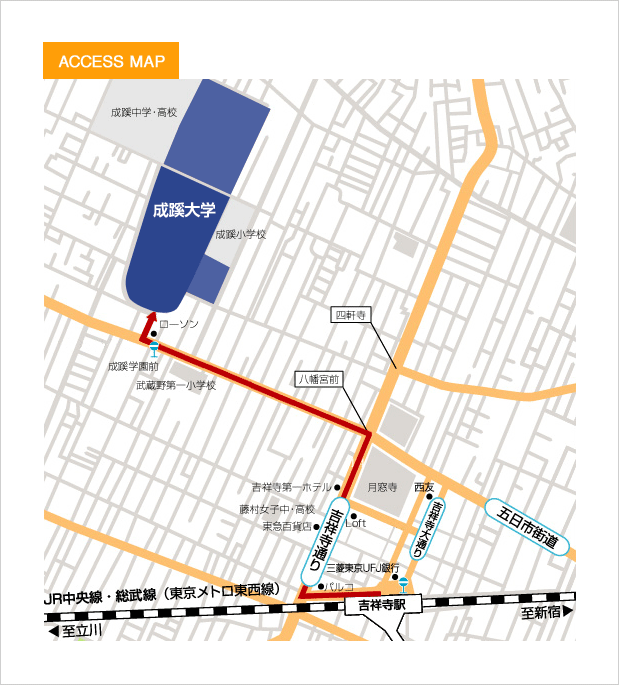 ACCESS MAP
成蹊中学・高校
成蹊大学
成蹊小学校
四軒寺
ローソン
成蹊学園前
八幡宮前
武蔵野第一小学校
吉祥寺第一ホテル
月窓寺
西友
藤村女子中・高校
Loft
吉祥寺大通り
五日市街道
東急百貨店
吉祥寺通り
三菱東京UFJ銀行
パルコ
JR中央線・総武線（東京メトロ東西線）
吉祥寺駅
至新宿▶
◀至立川